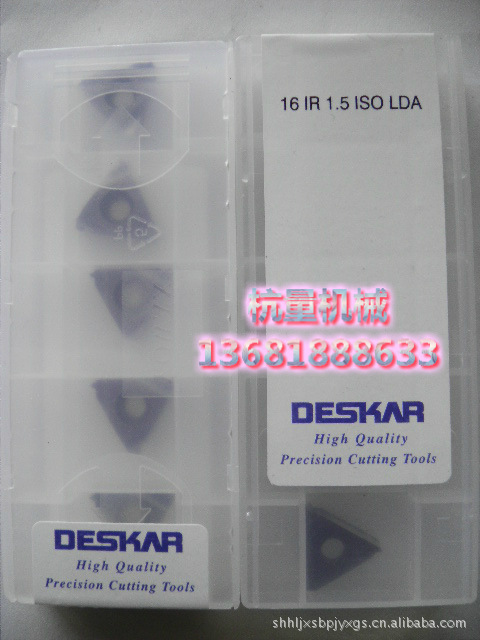 16 IR 1.5 ISO LDA
杭量机械
13681888633
DESKAR
High Quality
Precision Cutting Tools
DESKAR
High Quality
Precision Cutting Tools
shhljxsbpjyxgs.cn.alibaba.com